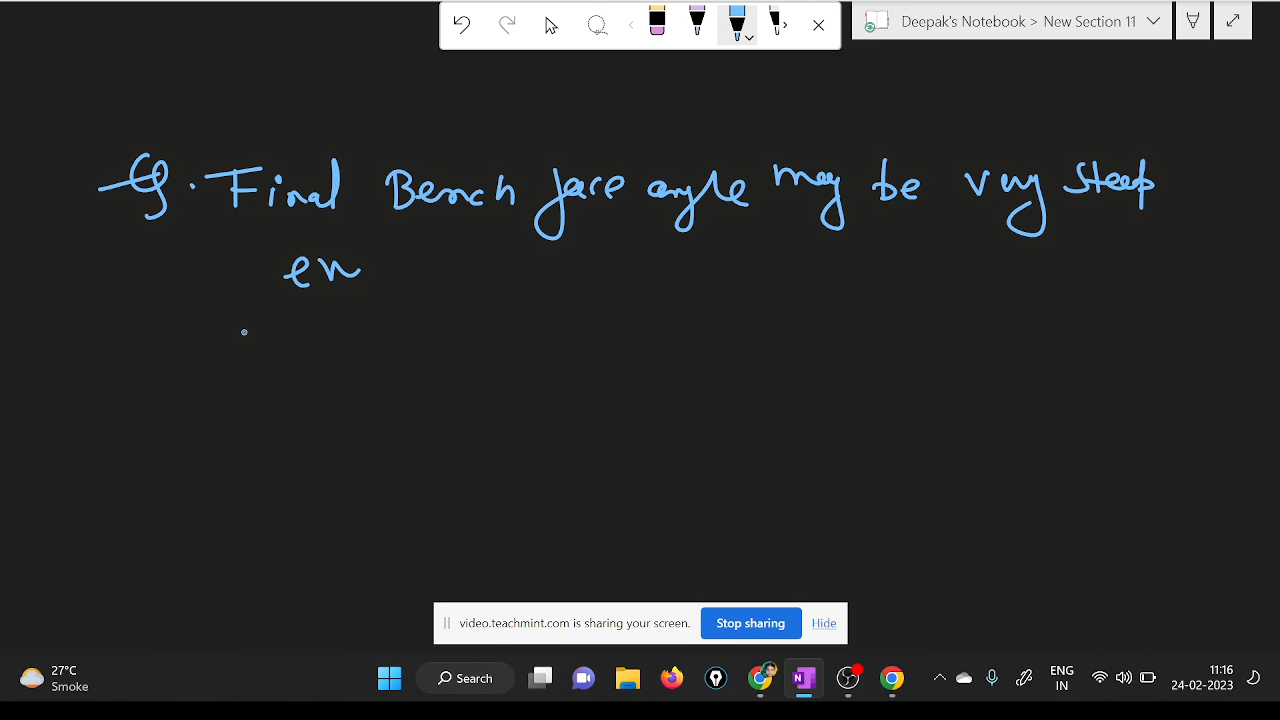 Deepak's Notebook > New Section 11
Q. Final Bench face angle may be very steep
en
video.teachmint.com is sharing your screen.
Stop sharing
Hide
27°C
Smoke
Search
ENG
IN
11:16
24-02-2023